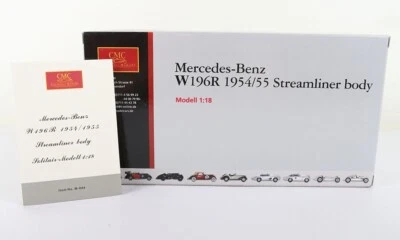 CMC
Mercedes-Benz
W196R 1954/55 Streamliner body
Modell 1:18
CMC
Mercedes-Benz
W196R 1954/1955
Streamliner body
Solitair-Modell 1:18